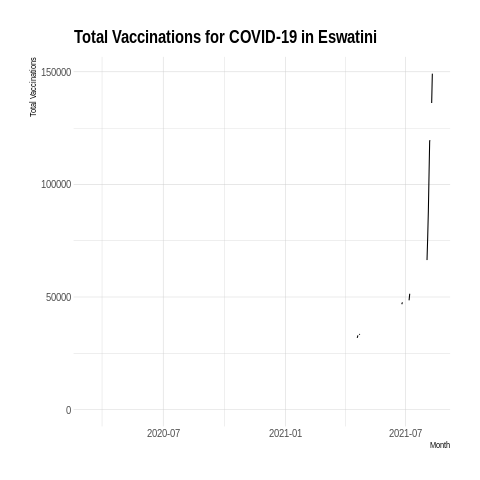 Total Vaccinations for COVID-19 in Eswatini
Total Vaccinations
150000
100000
50000
0
2020-07 2021-01 2021-07
Month